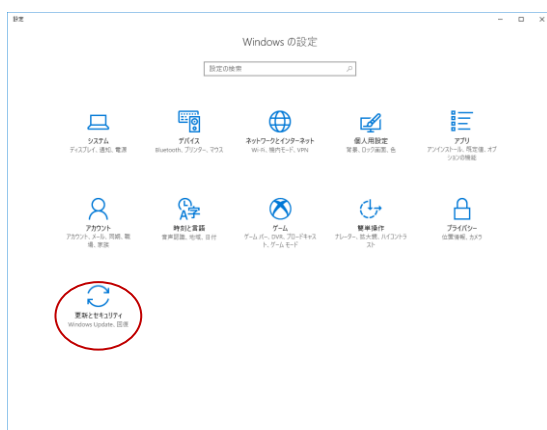 設定
Windows の設定
設定の検索
システム
ディスプレイ、通知、電源
デバイス
Bluetooth、プリンター、マウス
ネットワークとインターネット
Wi-Fi、機内モード、VPN
個人用設定
背景、ロック画面、色
アプリ
アンインストール、既定値、オプ
ションの機能
アカウント
アカウント、メール、同期、職
場、家族
時刻と言語
音声認識、地域、日付
ゲーム
ゲーム バー、DVR、ブロードキャス
ト、ゲーム モード
簡単操作
ナレーター、拡大鏡、ハイコントラ
スト
プライバシー
位置情報、カメラ
更新とセキュリティ
Windows Update、回復